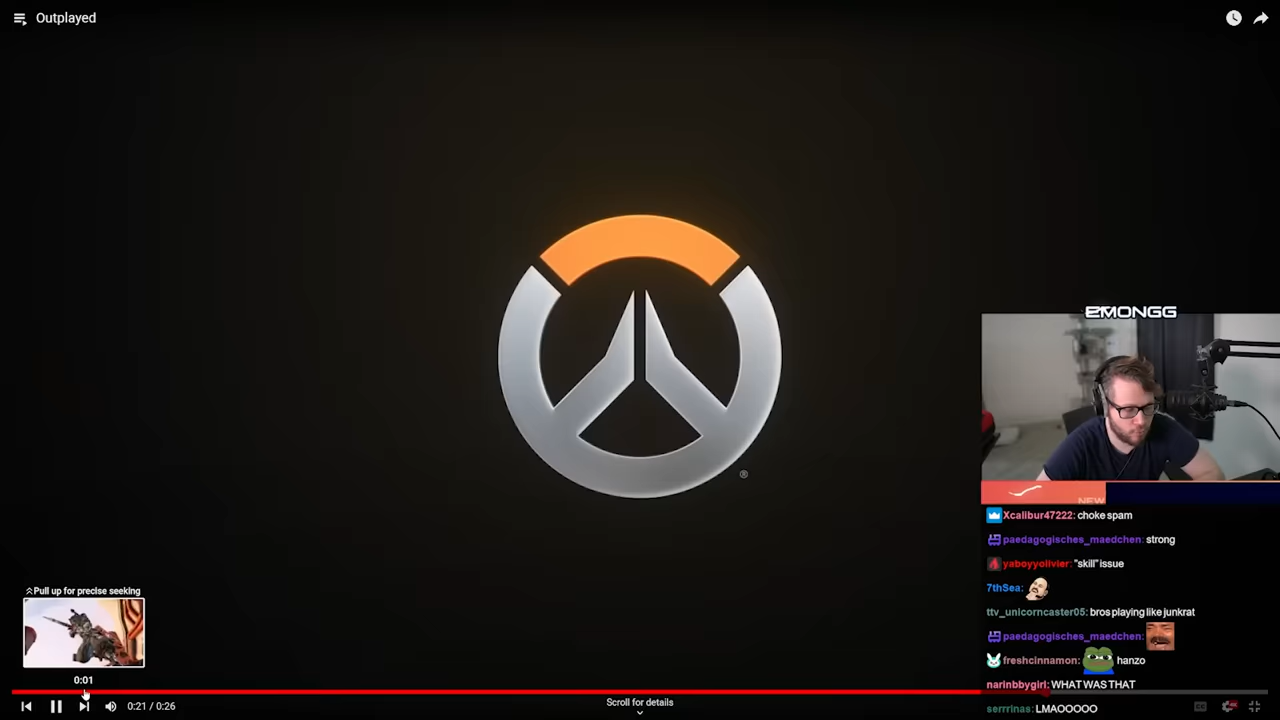 Outplayed
EMONGG
NEW
Xcalibur47222: choke spam
paedagogisches_maedchen: strong
yaboyyolivier: "skill" issue
7thSea:
ttv_unicorncaster05: bros playing like junkrat
paedagogisches_maedchen:
freshcinnamon: hanzo
narinbbygirl: WHAT WAS THAT
serrrinas: LMAOOOOO
Pull up for precise seeking
0:01
0:21 / 0:26
Scroll for details